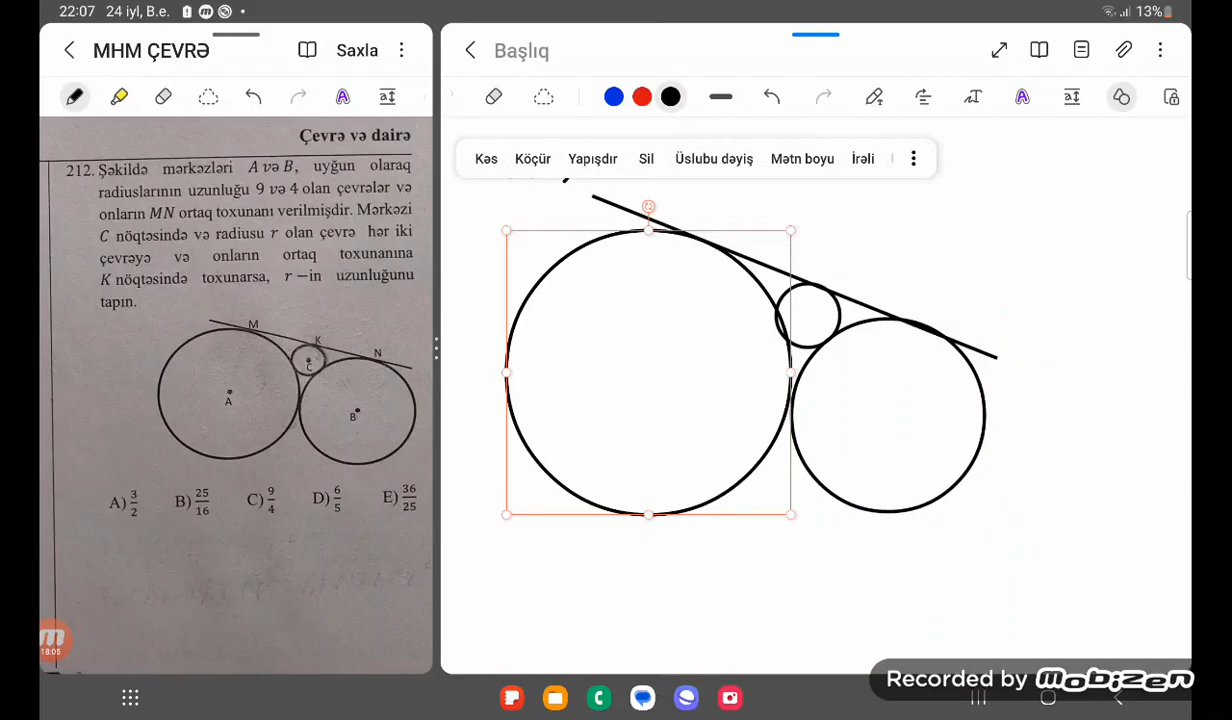 22:07 24 iyl, B.e. 13%
MHM ÇEVRƏ Saxla
Başlıq
Kəs Köçür Yapışdır Sil Üslubu dəyiş Mətn boyu İrəli
Çevrə və dairə
212. Şəkildə mərkəzləri A və B, uyğun olaraq
radiuslarının uzunluğu 9 və 4 olan çevrələr və
onların MN ortaq toxunanı verilmişdir. Mərkəzi
C nöqtəsində və radiusu r olan çevrə hər iki
çevrəyə və onların ortaq toxunanına
K nöqtəsində toxunarsa, r –in uzunluğunu
tapın.
M
K
N
C
A
B
A) 3/2 B) 25/16 C) 9/4 D) 6/5 E) 36/25
18:05
Recorded by mobizen